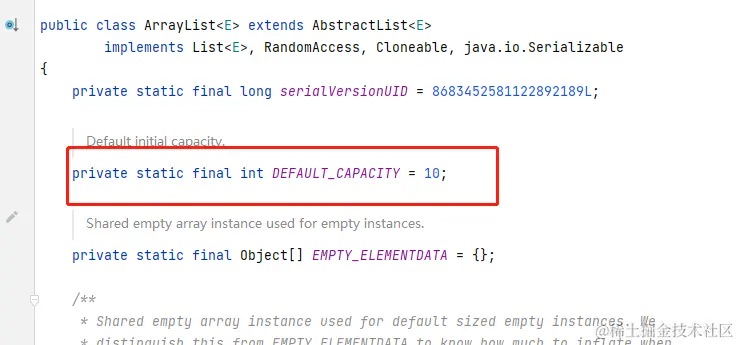 public class ArrayList<E> extends AbstractList<E>
implements List<E>, RandomAccess, Cloneable, java.io.Serializable
{
private static final long serialVersionUID = 8683452581122892189L;
Default initial capacity.
private static final int DEFAULT_CAPACITY = 10;
Shared empty array instance used for empty instances.
private static final Object[] EMPTY_ELEMENTDATA = {};
/**
* Shared empty array instance used for default sized empty instances. We
* distinguish this from EMPTY_ELEMENTDATA to know how much to inflate when
@稀土掘金技术社区